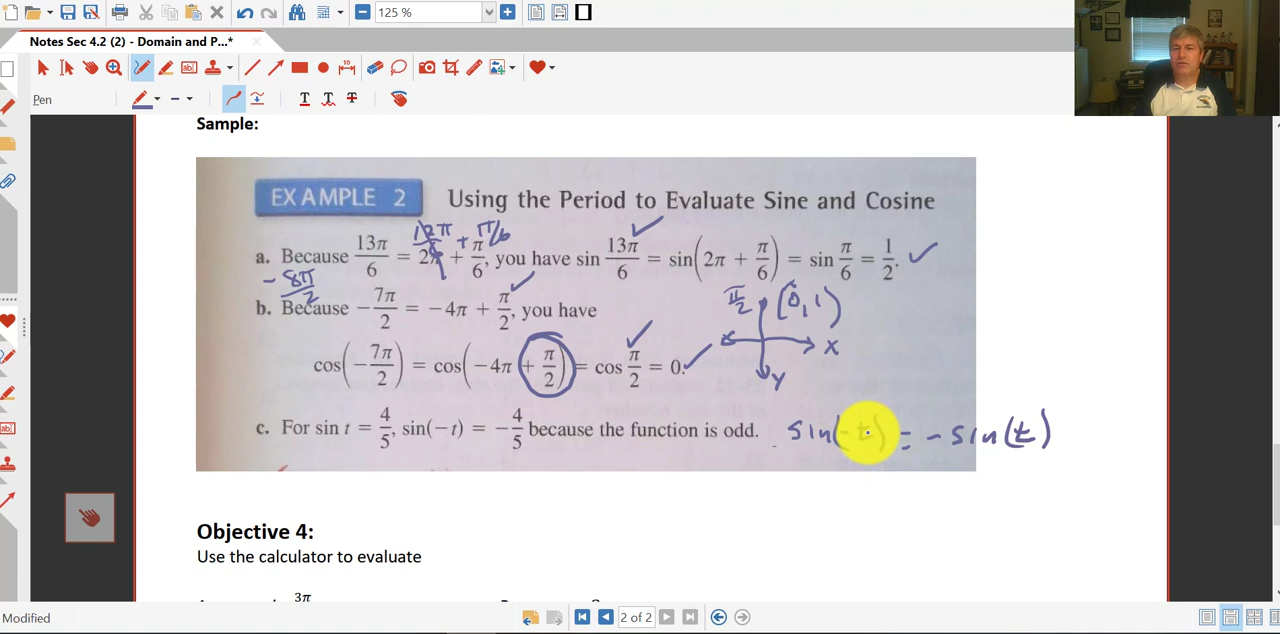 125 %
Notes Sec 4.2 (2) - Domain and P...*
Pen
T T T
Sample:
EXAMPLE 2 Using the Period to Evaluate Sine and Cosine
12π/6 + π/6
a. Because 13π/6 = 2π + π/6, you have sin 13π/6 = sin(2π + π/6) = sin π/6 = 1/2.
- 8π/2
b. Because -7π/2 = -4π + π/2, you have
π/2 (0,1)
x
y
cos(-7π/2) = cos(-4π + π/2) = cos π/2 = 0.
c. For sin t = 4/5, sin(-t) = -4/5 because the function is odd. sin(-t) = -sin(t)
Objective 4:
Use the calculator to evaluate
3π
Modified
2 of 2